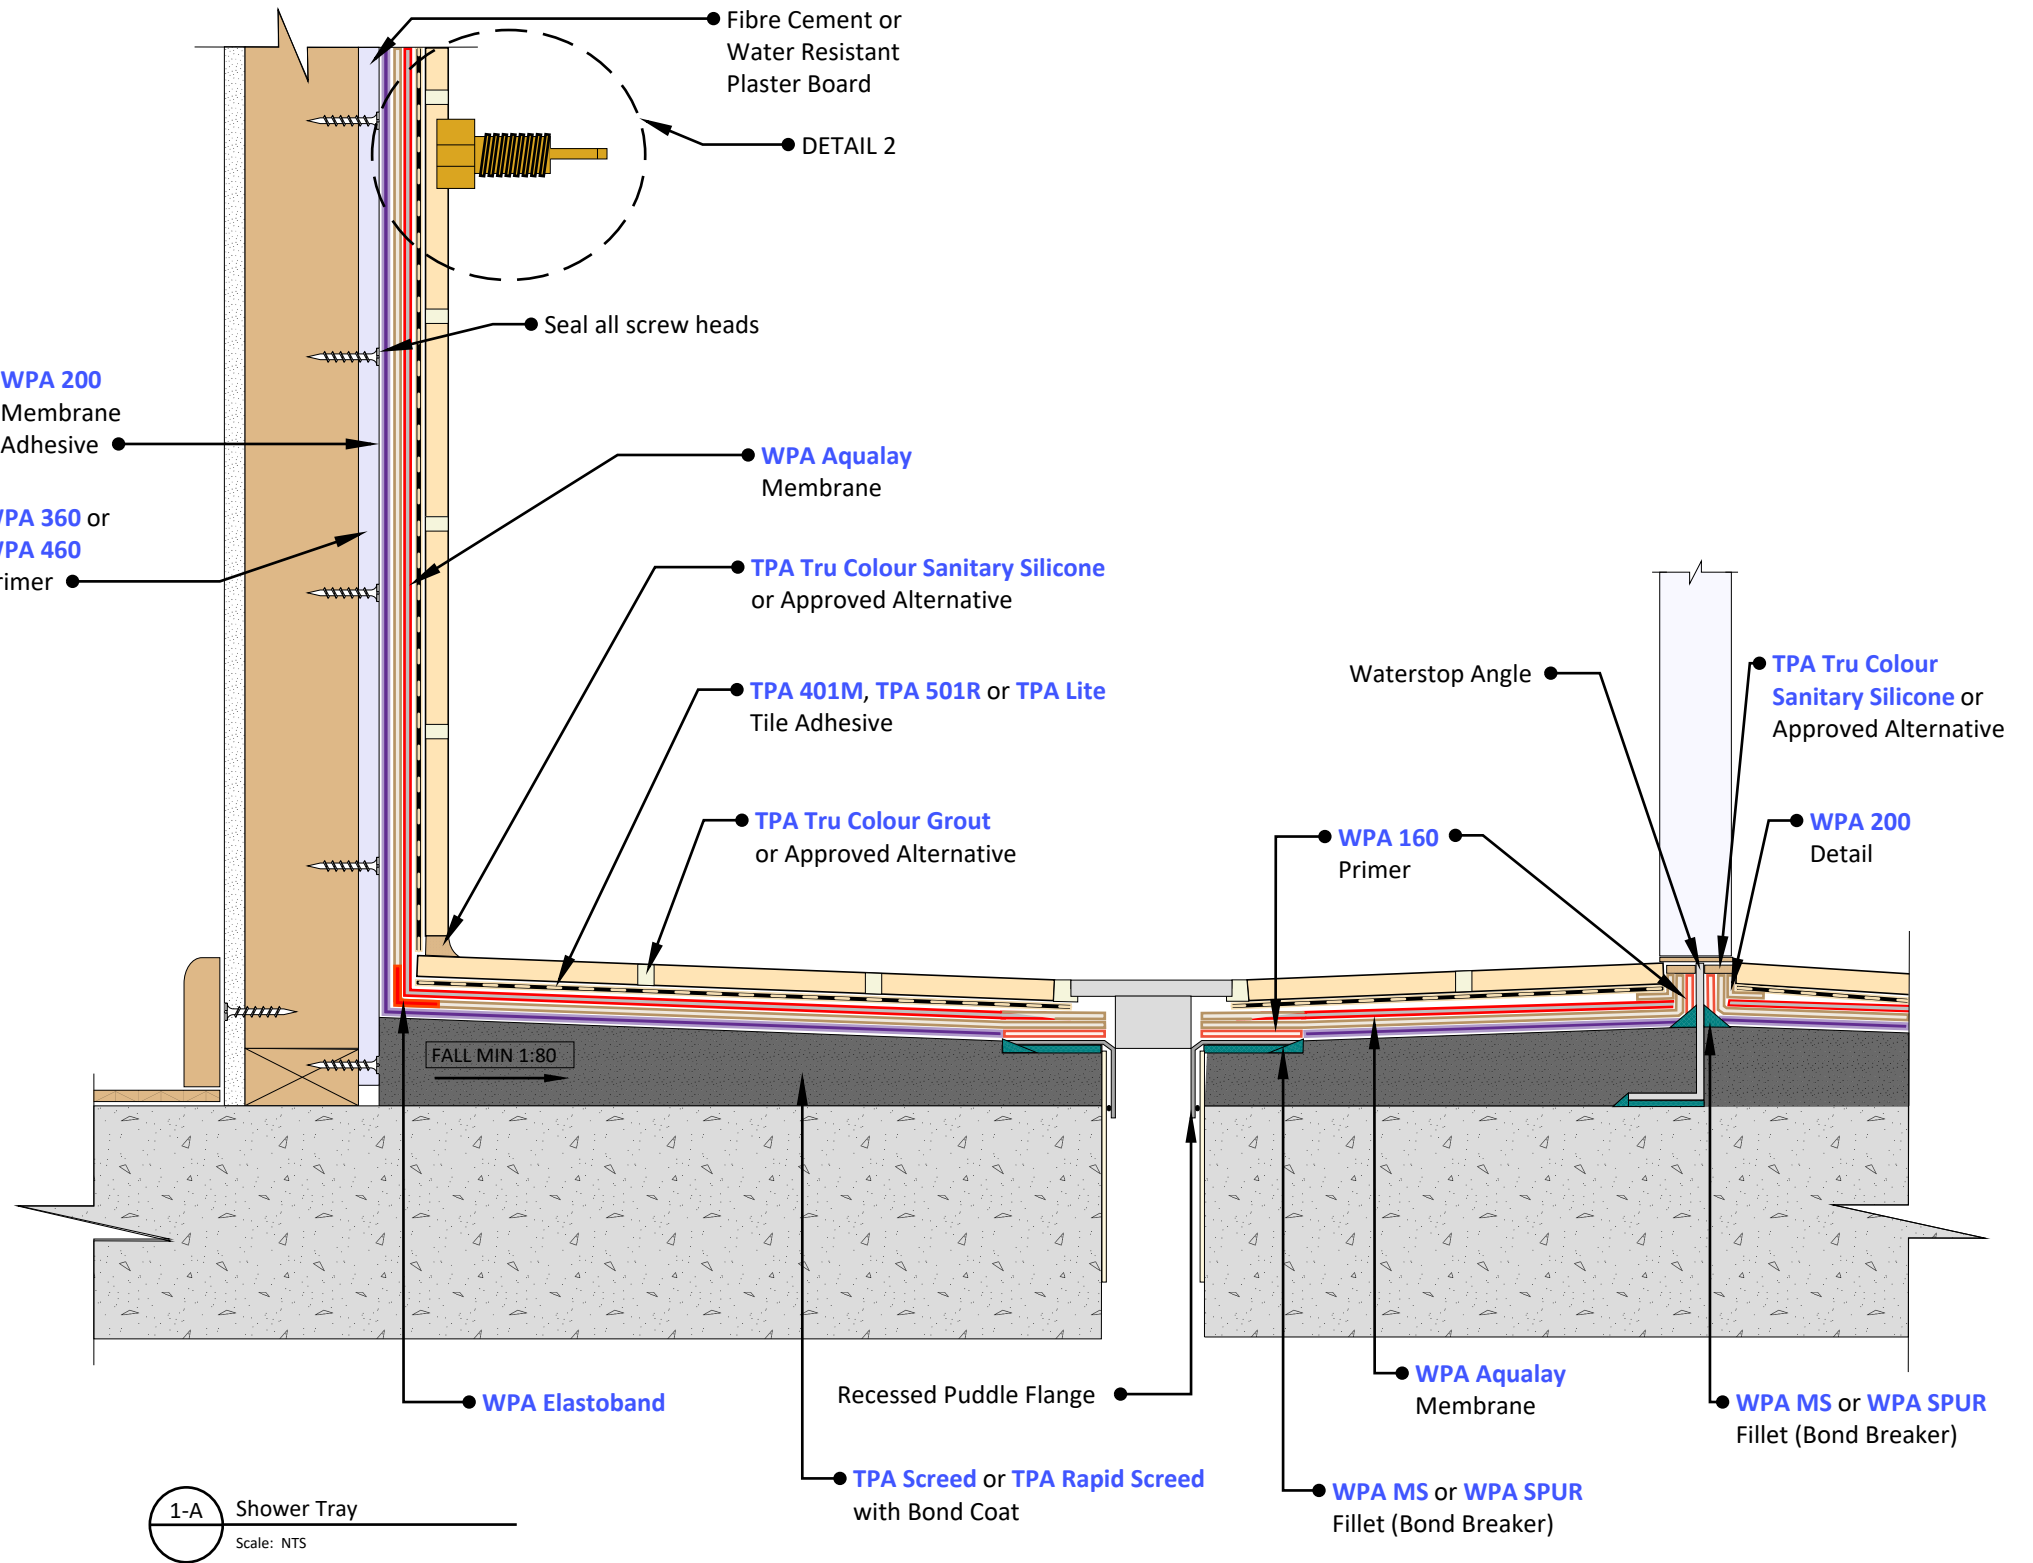 Fibre Cement or
Water Resistant
Plaster Board
DETAIL 2
Seal all screw heads
WPA 200
Membrane
Adhesive
WPA Aqualay
Membrane
WPA 360 or
WPA 460
rimer
TPA Tru Colour Sanitary Silicone
or Approved Alternative
TPA 401M, TPA 501R or TPA Lite
Tile Adhesive
TPA Tru Colour Grout
or Approved Alternative
Waterstop Angle
TPA Tru Colour
Sanitary Silicone or
Approved Alternative
WPA 160
Primer
WPA 200
Detail
FALL MIN 1:80
WPA Elastoband
Recessed Puddle Flange
WPA Aqualay
Membrane
WPA MS or WPA SPUR
Fillet (Bond Breaker)
TPA Screed or TPA Rapid Screed
with Bond Coat
WPA MS or WPA SPUR
Fillet (Bond Breaker)
1-A Shower Tray
Scale: NTS